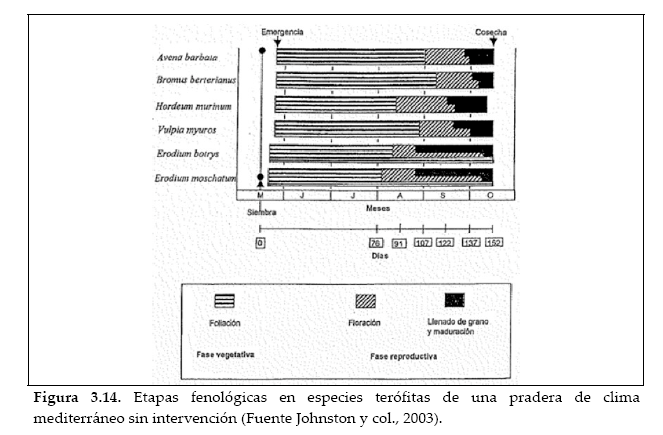 Emergencia
Cosecha
Avena barbata
Bromus berterianus
Hordeum murinum
Vulpia myuros
Erodium botrys
Erodium moschatum
M J J A S O
Siembra
Meses
0 76 91 107 122 137 152
Días
Foliación
Floración
Llenado de grano
y maduración
Fase vegetativa
Fase reproductiva
Figura 3.14. Etapas fenológicas en especies terófitas de una pradera de clima
mediterráneo sin intervención (Fuente Johnston y col., 2003).